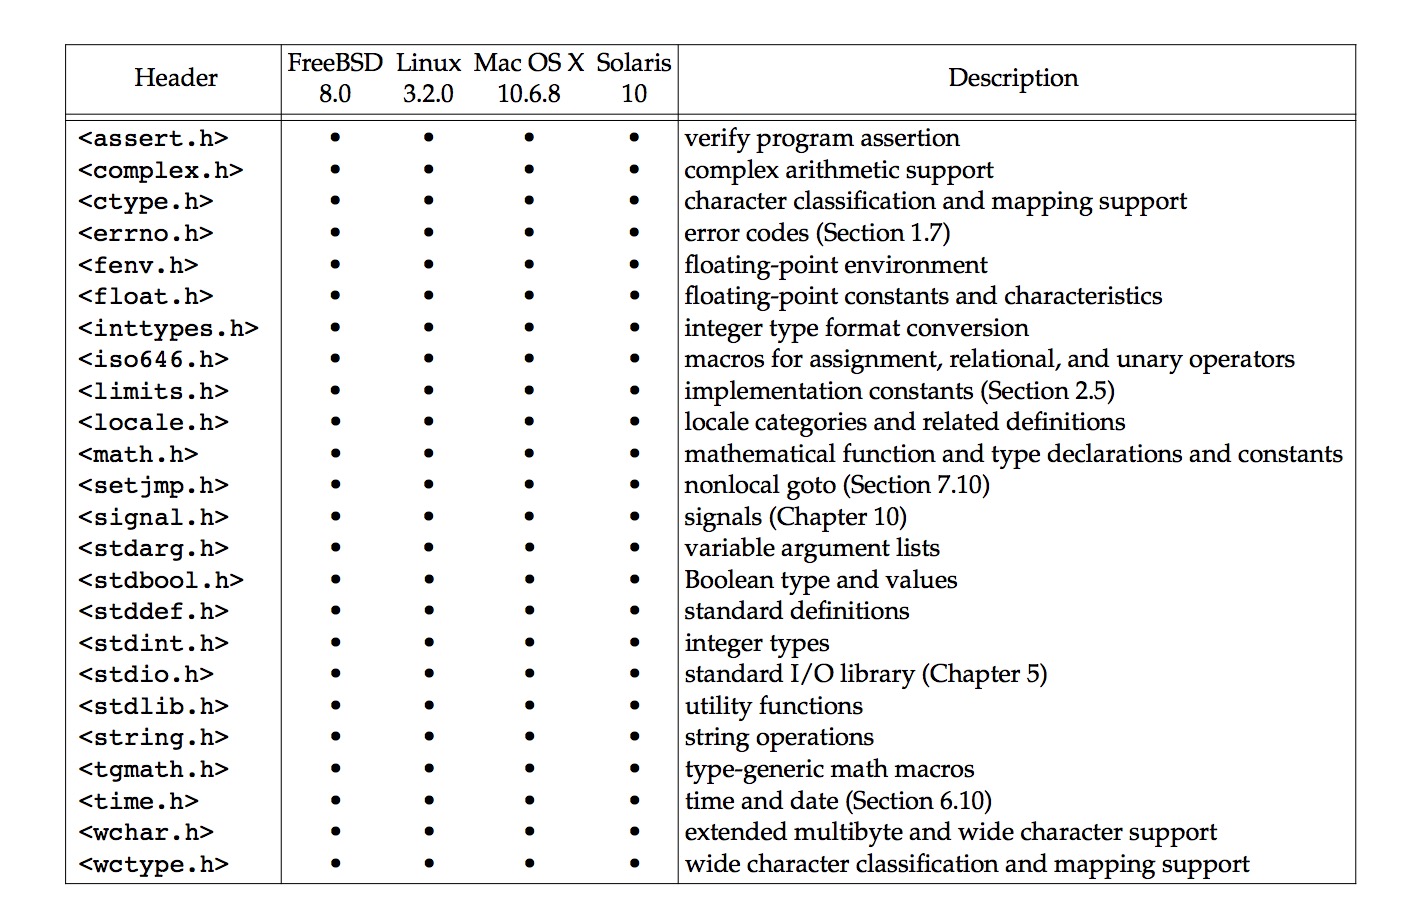 Header FreeBSD Linux Mac OS X Solaris Description
8.0 3.2.0 10.6.8 10
<assert.h> • • • • verify program assertion
<complex.h> • • • • complex arithmetic support
<ctype.h> • • • • character classification and mapping support
<errno.h> • • • • error codes (Section 1.7)
<fenv.h> • • • • floating-point environment
<float.h> • • • • floating-point constants and characteristics
<inttypes.h> • • • • integer type format conversion
<iso646.h> • • • • macros for assignment, relational, and unary operators
<limits.h> • • • • implementation constants (Section 2.5)
<locale.h> • • • • locale categories and related definitions
<math.h> • • • • mathematical function and type declarations and constants
<setjmp.h> • • • • nonlocal goto (Section 7.10)
<signal.h> • • • • signals (Chapter 10)
<stdarg.h> • • • • variable argument lists
<stdbool.h> • • • • Boolean type and values
<stddef.h> • • • • standard definitions
<stdint.h> • • • • integer types
<stdio.h> • • • • standard I/O library (Chapter 5)
<stdlib.h> • • • • utility functions
<string.h> • • • • string operations
<tgmath.h> • • • • type-generic math macros
<time.h> • • • • time and date (Section 6.10)
<wchar.h> • • • • extended multibyte and wide character support
<wctype.h> • • • • wide character classification and mapping support